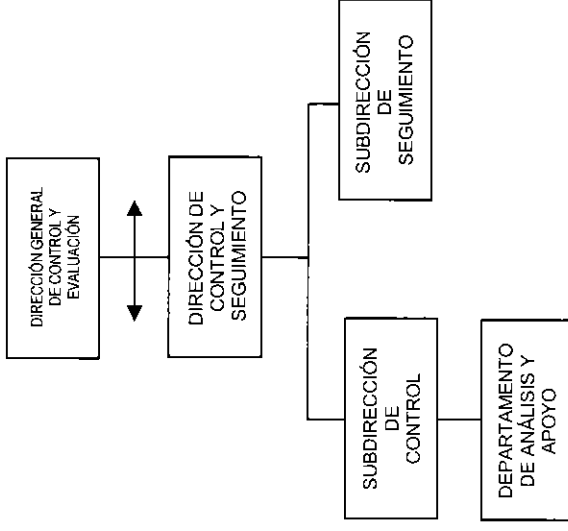 DIRECCIÓN GENERAL
DE CONTROL Y
EVALUACIÓN
DIRECCIÓN DE
CONTROL Y
SEGUIMIENTO
SUBDIRECCIÓN
DE
CONTROL
SUBDIRECCIÓN
DE
SEGUIMIENTO
DEPARTAMENTO
DE ANÁLISIS Y
APOYO